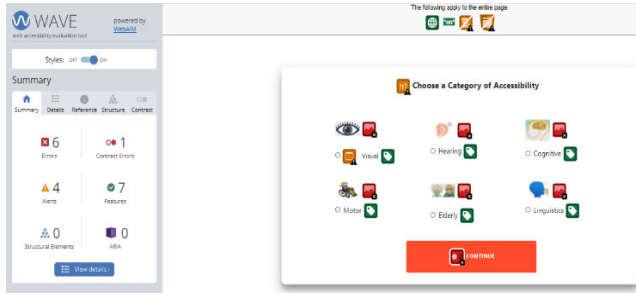 WAVE
powered by
WebAIM
web accessibility evaluation tool
Styles: OFF ON
Summary
Summary Details Reference Structure Contrast
6
Errors
1
Contrast Errors
4
Alerts
7
Features
0
Structural Elements
0
ARIA
View details ›
The following apply to the entire page:
Choose a Category of Accessibility
Visual
Hearing
Cognitive
Motor
Elderly
Linguistics
CONTINUE